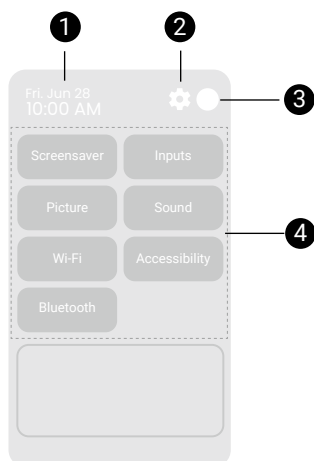 1
2
Fri. Jun 28
10:00 AM
3
Screensaver
Inputs
Picture
Sound
4
Wi-Fi
Accessibility
Bluetooth